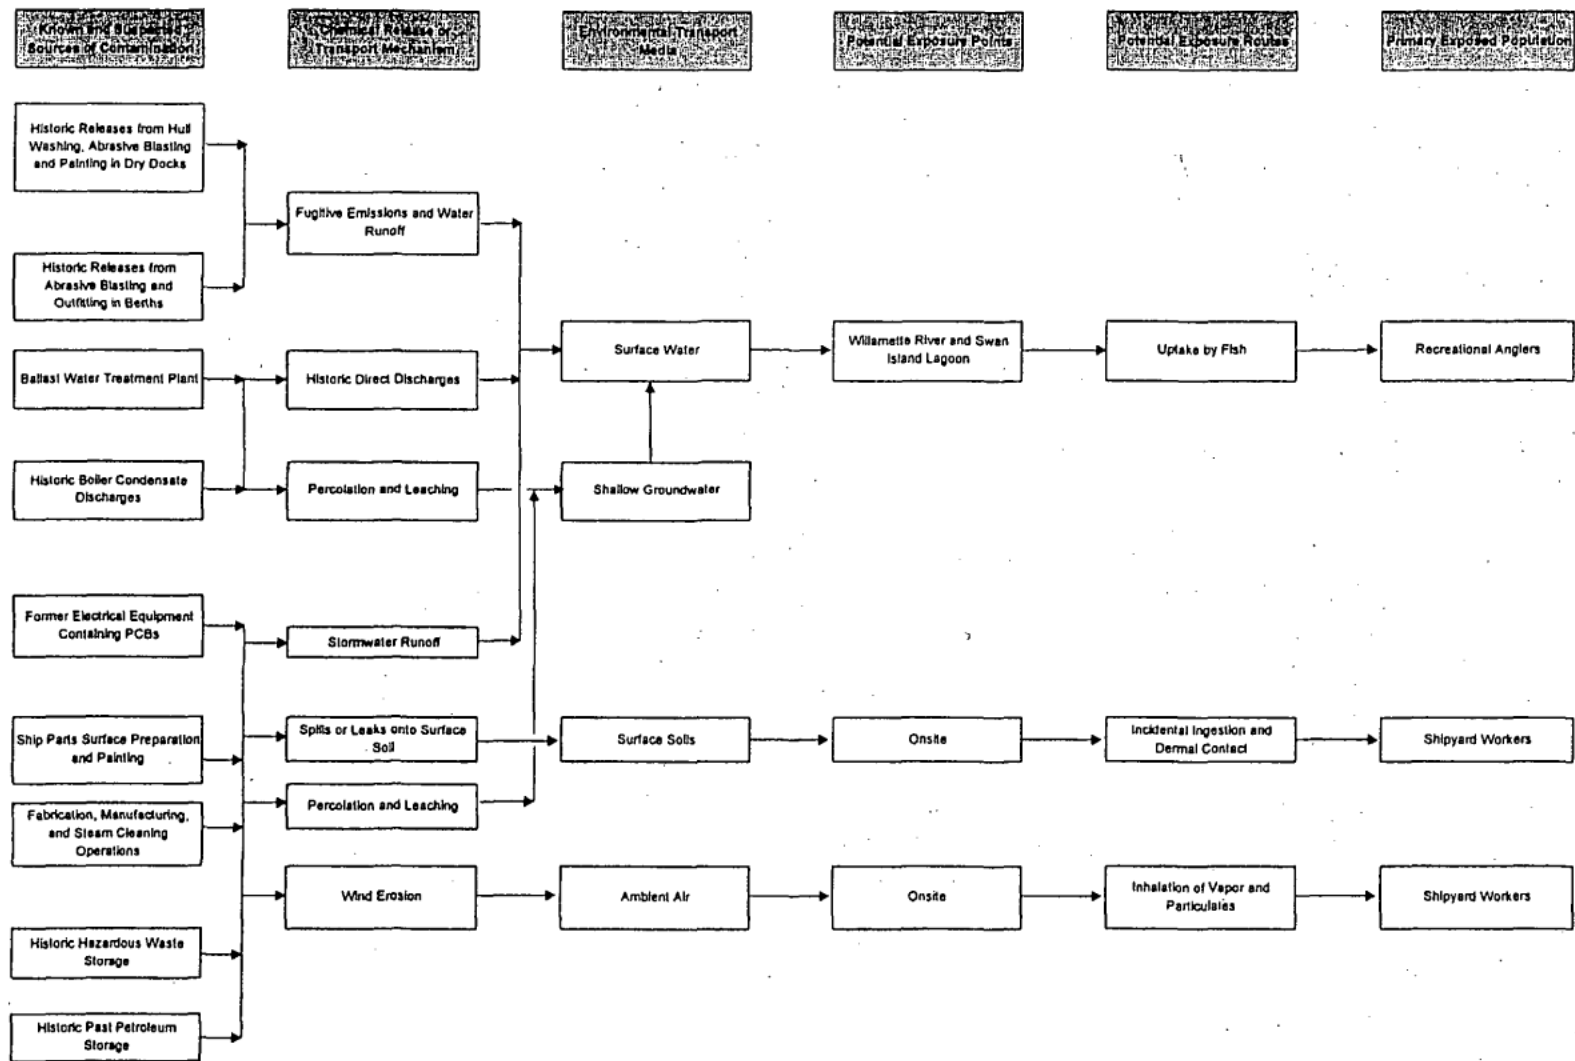 Known and Suspected
Sources of Contamination
Chemical Release or
Transport Mechanism
Environmental Transport
Media
Potential Exposure Points
Potential Exposure Routes
Primary Exposed Population
Historic Releases from Hull
Washing, Abrasive Blasting
and Painting in Dry Docks
Fugitive Emissions and Water
Runoff
Historic Releases from
Abrasive Blasting and
Outfitting in Berths
Ballast Water Treatment Plant
Historic Direct Discharges
Surface Water
Willamette River and Swan
Island Lagoon
Uptake by Fish
Recreational Anglers
Historic Boiler Condensate
Discharges
Percolation and Leaching
Shallow Groundwater
Former Electrical Equipment
Containing PCBs
Stormwater Runoff
Ship Parts Surface Preparation
and Painting
Spills or Leaks onto Surface
Soil
Surface Soils
Onsite
Incidental Ingestion and
Dermal Contact
Shipyard Workers
Percolation and Leaching
Fabrication, Manufacturing,
and Steam Cleaning
Operations
Wind Erosion
Ambient Air
Onsite
Inhalation of Vapor and
Particulates
Shipyard Workers
Historic Hazardous Waste
Storage
Historic Past Petroleum
Storage